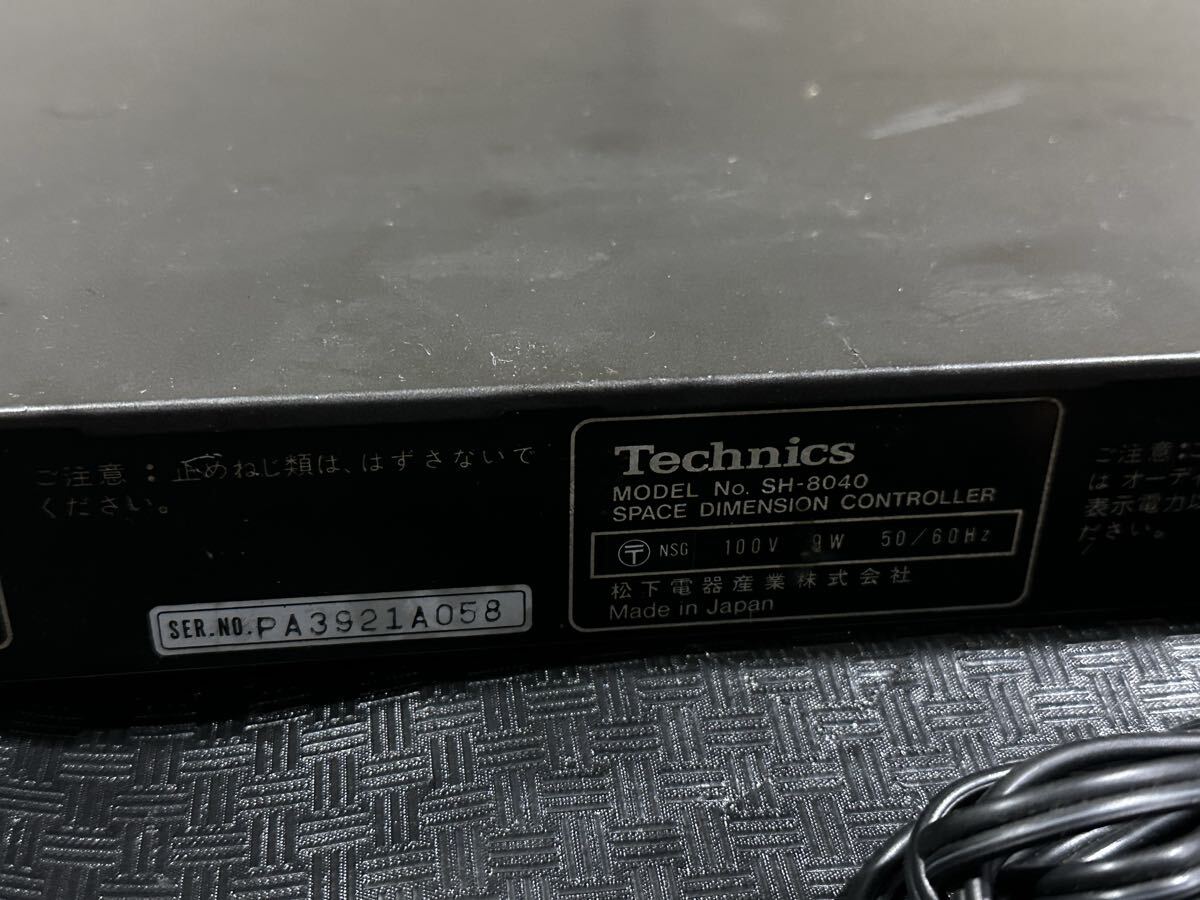 ご注意：止めねじ類は、はずさないで
ください。
SER.NO. PA3921A058
Technics
MODEL No. SH-8040
SPACE DIMENSION CONTROLLER
〒 NSG 100V 9W 50/60Hz
松下電器産業株式会社
Made in Japan
ご注意：こ
は オーデ
表示電力
ださい。